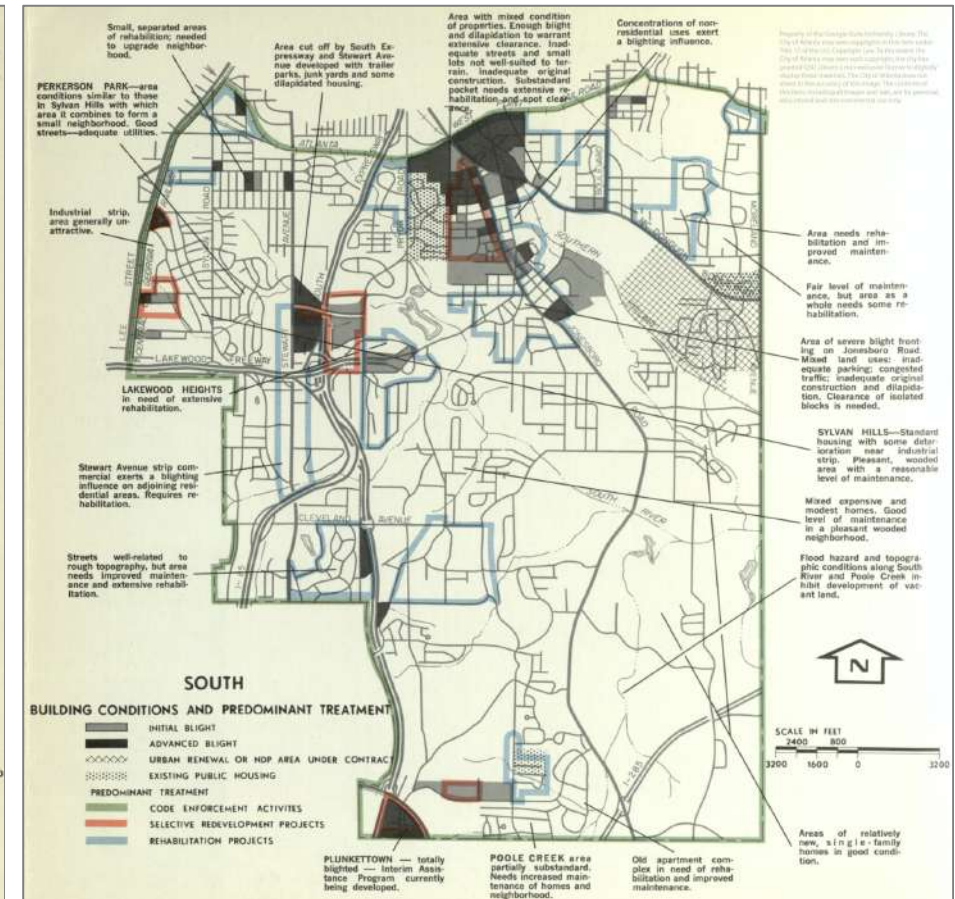 Small, separated areas
of rehabilitation; needed
to upgrade neighbor-
hood.
Area cut off by South Ex-
pressway and Stewart Ave-
nue developed with trailer
parks, junk yards and some
dilapidated housing.
Area with mixed condition
of properties. Enough blight
and dilapidation to warrant
extensive clearance. Inad-
equate streets and small
lots not well-suited to ter-
rain. Inadequate original
construction. Substandard
pocket needs extensive re-
habilitation and spot clear-
ance.
Concentrations of non-
residential uses exert
a blighting influence.
PERKERSON PARK—area
conditions similar to those
in Sylvan Hills with which
area it combines to form a
small neighborhood. Good
streets—adequate utilities.
Industrial strip,
area generally un-
attractive.
LAKEWOOD HEIGHTS
in need of extensive
rehabilitation.
Stewart Avenue strip com-
mercial exerts a blighting
influence on adjoining resi-
dential areas. Requires re-
habilitation.
Streets well-related to
rough topography, but area
needs improved mainten-
ance and extensive rehabil-
itation.
Area needs reha-
bilitation and im-
proved mainten-
ance.
Fair level of mainten-
ance, but area as a
whole needs some re-
habilitation.
Area of severe blight front-
ing on Jonesboro Road.
Mixed land uses: inad-
equate parking; congested
traffic; inadequate original
construction and dilapida-
tion. Clearance of isolated
blocks is needed.
SYLVAN HILLS—Standard
housing with some deter-
ioration near industrial
strip. Pleasant, wooded
area with a reasonable
level of maintenance.
Mixed expensive and
modest homes. Good
level of maintenance
in a pleasant wooded
neighborhood.
Flood hazard and topogra-
phic conditions along South
River and Poole Creek in-
hibit development of vac-
ant land.
ATLANTA
EXPRESSWAY
ROAD
SYLVAN
ROAD
AVENUE
PRYOR
ROAD
SOUTHERN
STREET
LEE
SOUTH
STEWART
LAKEWOOD FREEWAY
JONESBORO
ROAD
SOUTH
RIVER
CLEVELAND AVENUE
I-85
I-285
N
SCALE IN FEET
2400 800
3200 1600 0 3200
SOUTH
BUILDING CONDITIONS AND PREDOMINANT TREATMENT
INITIAL BLIGHT
ADVANCED BLIGHT
URBAN RENEWAL OR NDP AREA UNDER CONTRACT
EXISTING PUBLIC HOUSING
PREDOMINANT TREATMENT
CODE ENFORCEMENT ACTIVITES
SELECTIVE REDEVELOPMENT PROJECTS
REHABILITATION PROJECTS
PLUNKETTOWN — totally
blighted — Interim Assis-
tance Program currently
being developed.
POOLE CREEK area
partially substandard.
Needs increased main-
tenance of homes and
neighborhood.
Old apartment com-
plex in need of reha-
bilitation and improved
maintenance.
Areas of relatively
new, single-family
homes in good condi-
tion.